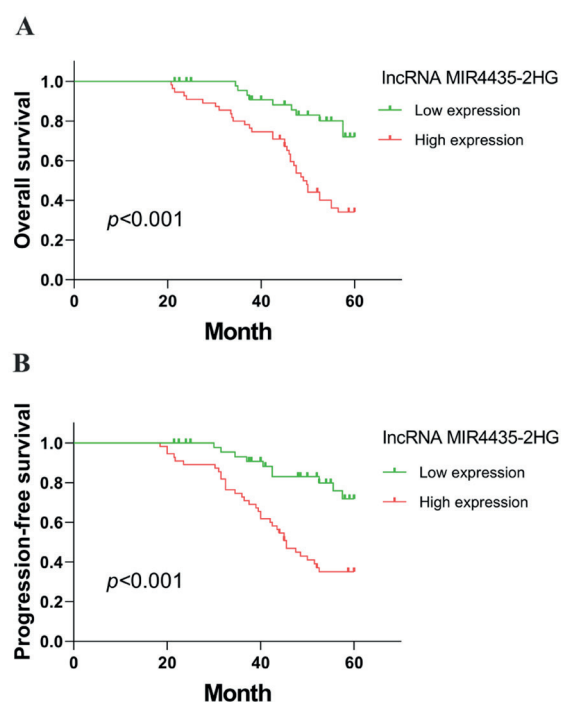 A
Overall survival
1.0
0.8
0.6
0.4
0.2
0.0
p<0.001
0 20 40 60
Month
lncRNA MIR4435-2HG
Low expression
High expression
B
Progression-free survival
1.0
0.8
0.6
0.4
0.2
0.0
p<0.001
0 20 40 60
Month
lncRNA MIR4435-2HG
Low expression
High expression